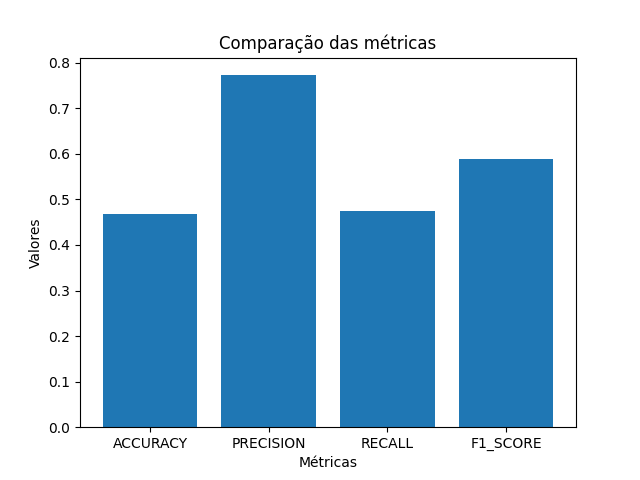 Comparação das métricas
0.8
0.7
0.6
0.5
0.4
0.3
0.2
0.1
0.0
Valores
ACCURACY PRECISION RECALL F1_SCORE
Métricas